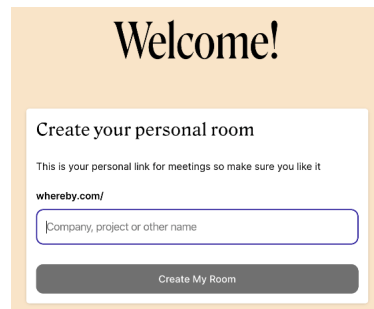 Welcome!
Create your personal room
This is your personal link for meetings so make sure you like it
whereby.com/
Company, project or other name
Create My Room